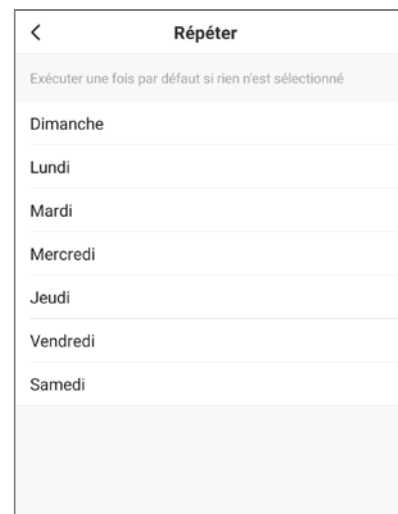 Répéter
Exécuter une fois par défaut si rien n'est sélectionné
Dimanche
Lundi
Mardi
Mercredi
Jeudi
Vendredi
Samedi